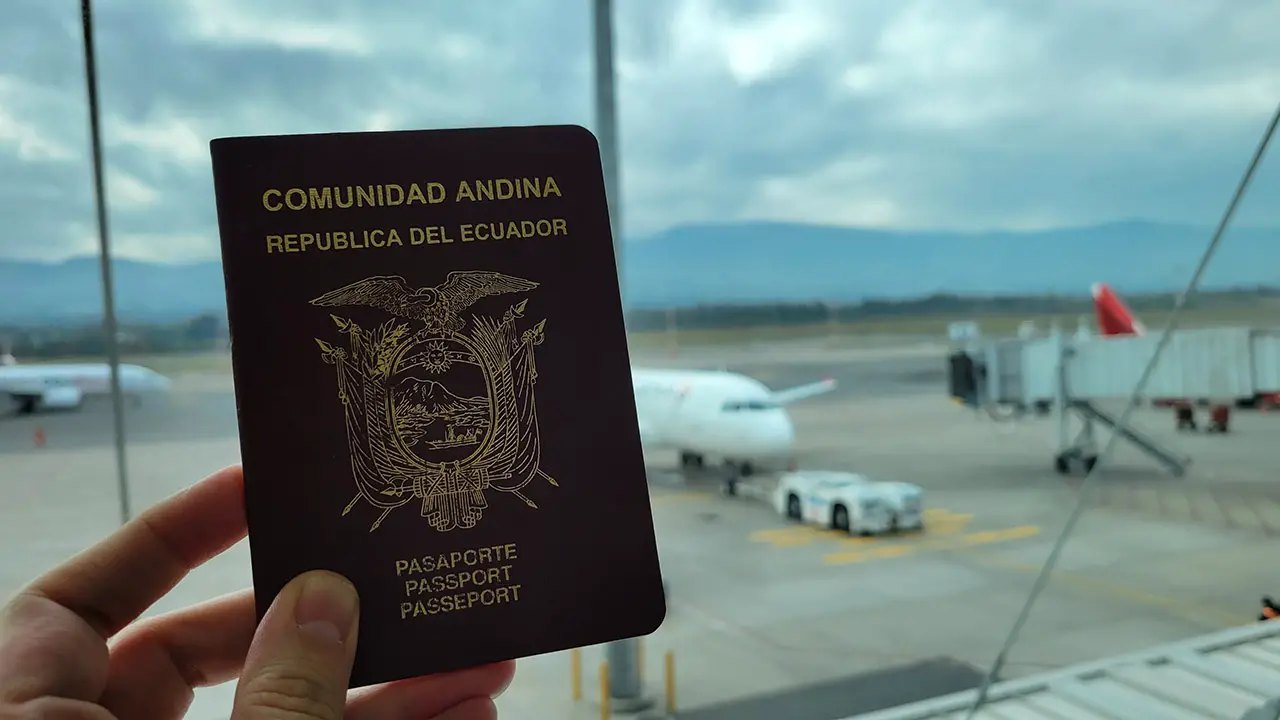 COMUNIDAD ANDINA
REPUBLICA DEL ECUADOR
PASAPORTE
PASSPORT
PASSEPORT